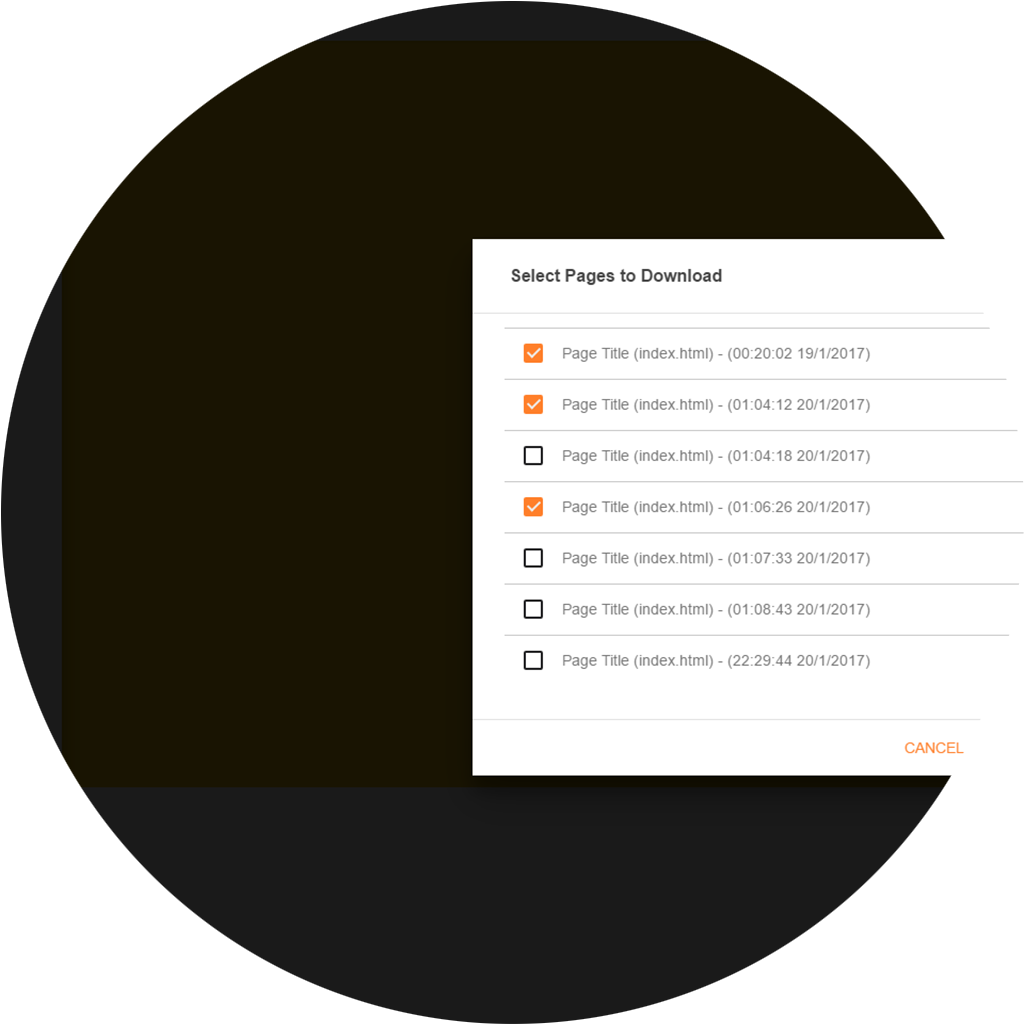 Select Pages to Download
Page Title (index.html) - (00:20:02 19/1/2017)
Page Title (index.html) - (01:04:12 20/1/2017)
Page Title (index.html) - (01:04:18 20/1/2017)
Page Title (index.html) - (01:06:26 20/1/2017)
Page Title (index.html) - (01:07:33 20/1/2017)
Page Title (index.html) - (01:08:43 20/1/2017)
Page Title (index.html) - (22:29:44 20/1/2017)
CANCEL